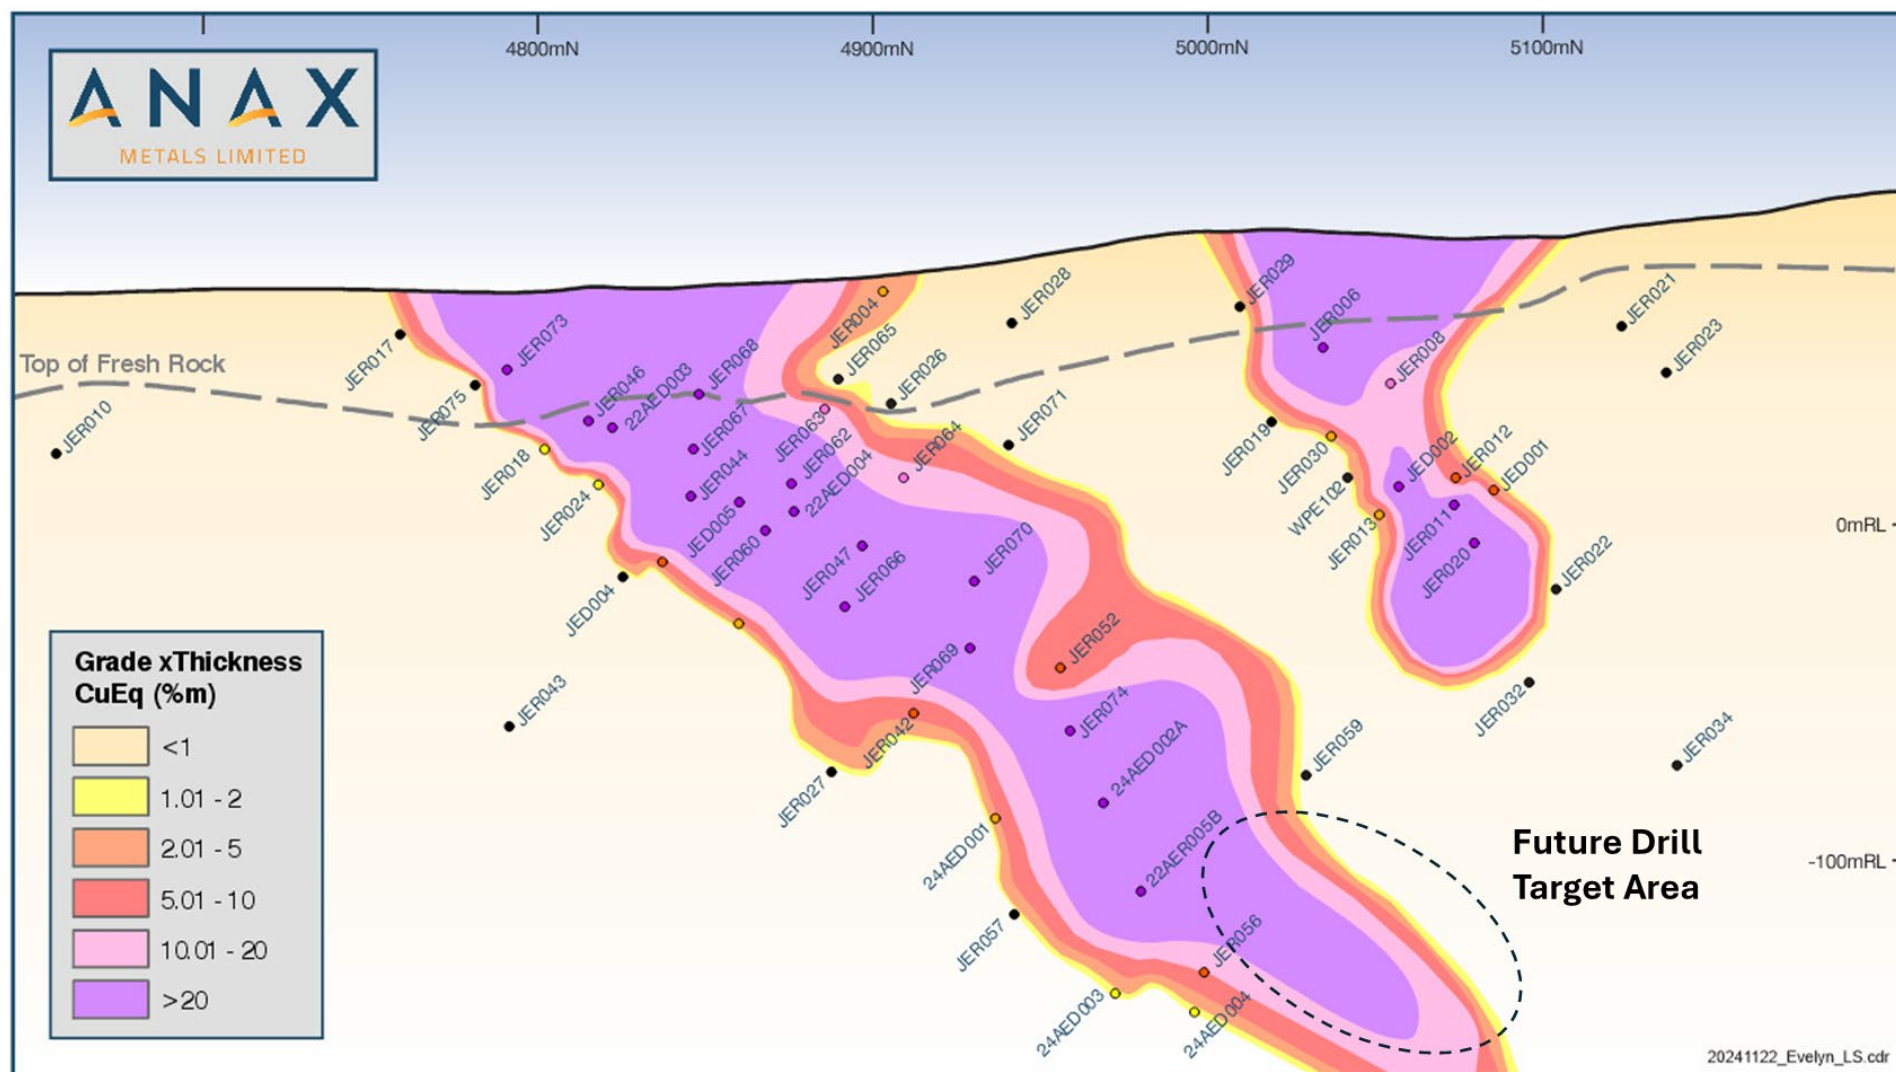 4800mN
4900mN
5000mN
5100mN
ANAX
METALS LIMITED
JER029
JER028
JER021
JER006
JER004
JER073
JER065
JER068
JER023
JER008
Top of Fresh Rock
JER017
JER046
22AED003
JER026
JER071
JER010
JER075
JER067
JER063
JER062
JER064
JER019
JER030
JED002
JER012
JED001
JER018
JER044
22AED004
WPE102
JER024
JED005
JER060
JER013
JER011
0mRL
JER047
JER066
JER070
JER020
JER022
JED004
JER052
JER069
JER043
JER042
JER074
JER032
24AED002A
JER059
JER034
JER027
Grade xThickness
CuEq (%m)
<1
1.01 - 2
2.01 - 5
5.01 - 10
10.01 - 20
>20
24AED001
22AER005B
Future Drill
Target Area
-100mRL
JER057
JER056
24AED003
24AED004
20241122_Evelyn_LS.cdr